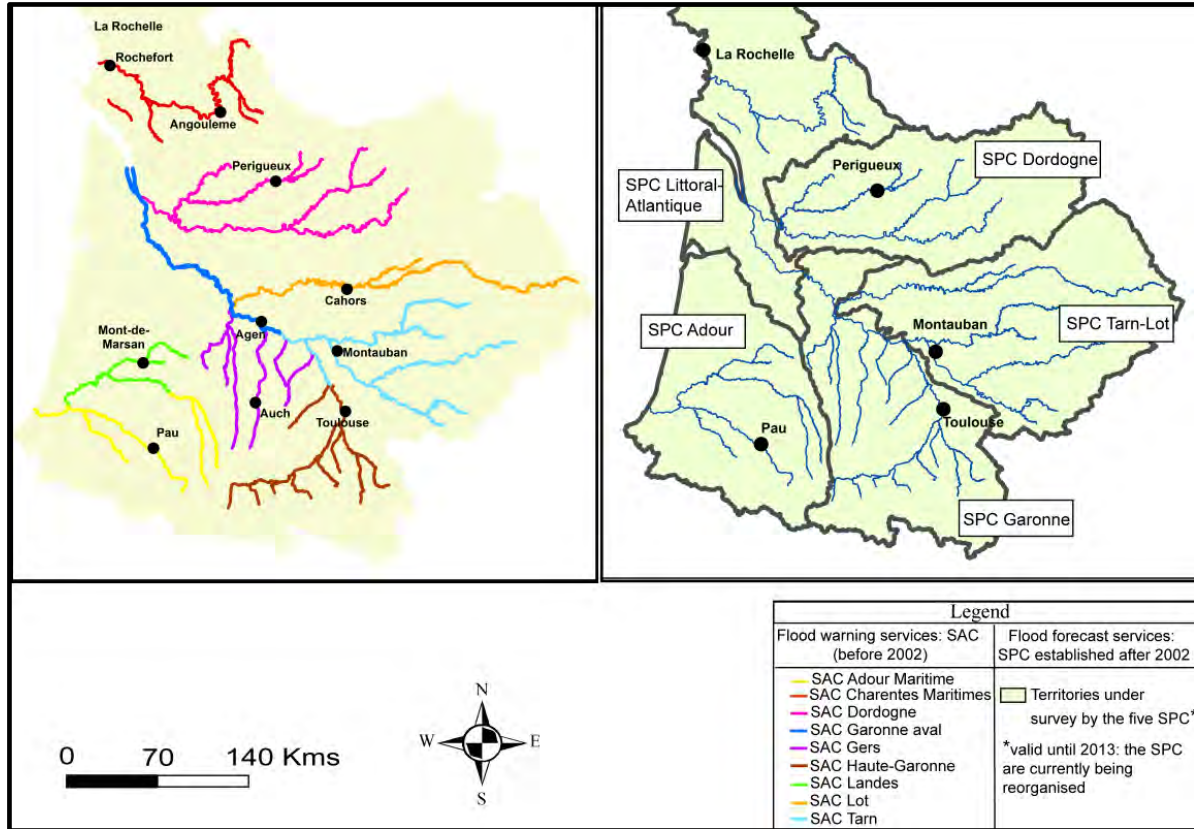 La Rochelle
Rochefort
Angouleme
Perigueux
Cahors
Agen
Mont-de-
Marsan
Montauban
Auch
Toulouse
Pau
La Rochelle
SPC Dordogne
Perigueux
SPC Littoral-
Atlantique
SPC Adour
Montauban
SPC Tarn-Lot
Toulouse
Pau
SPC Garonne
0 70 140 Kms
N
W E
S
Legend
Flood warning services: SAC
(before 2002)
SAC Adour Maritime
SAC Charentes Maritimes
SAC Dordogne
SAC Garonne aval
SAC Gers
SAC Haute-Garonne
SAC Landes
SAC Lot
SAC Tarn
Flood forecast services:
SPC established after 2002
Territories under
survey by the five SPC*
*valid until 2013: the SPC
are currently being
reorganised